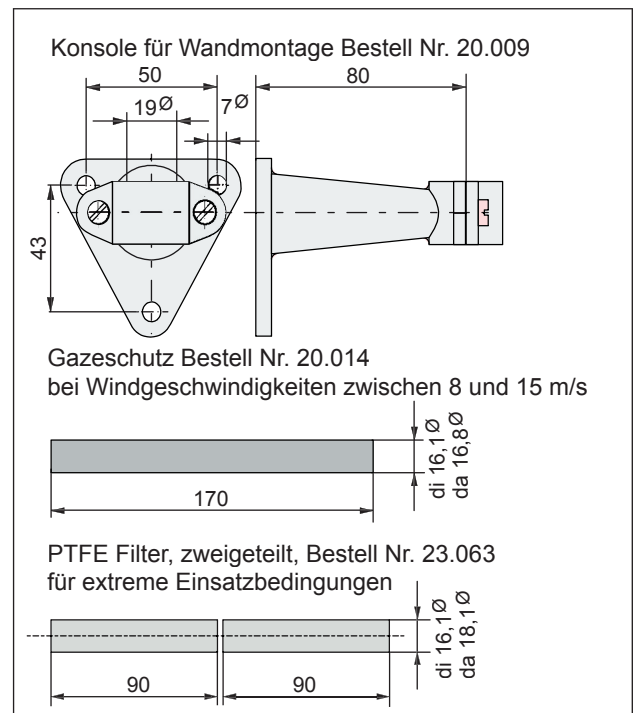 Konsole für Wandmontage Bestell Nr. 20.009
50
80
19Ø
7Ø
43
Gazeschutz Bestell Nr. 20.014
bei Windgeschwindigkeiten zwischen 8 und 15 m/s
di 16,1Ø
da 16,8Ø
170
PTFE Filter, zweigeteilt, Bestell Nr. 23.063
für extreme Einsatzbedingungen
di 16,1Ø
da 18,1Ø
90
90